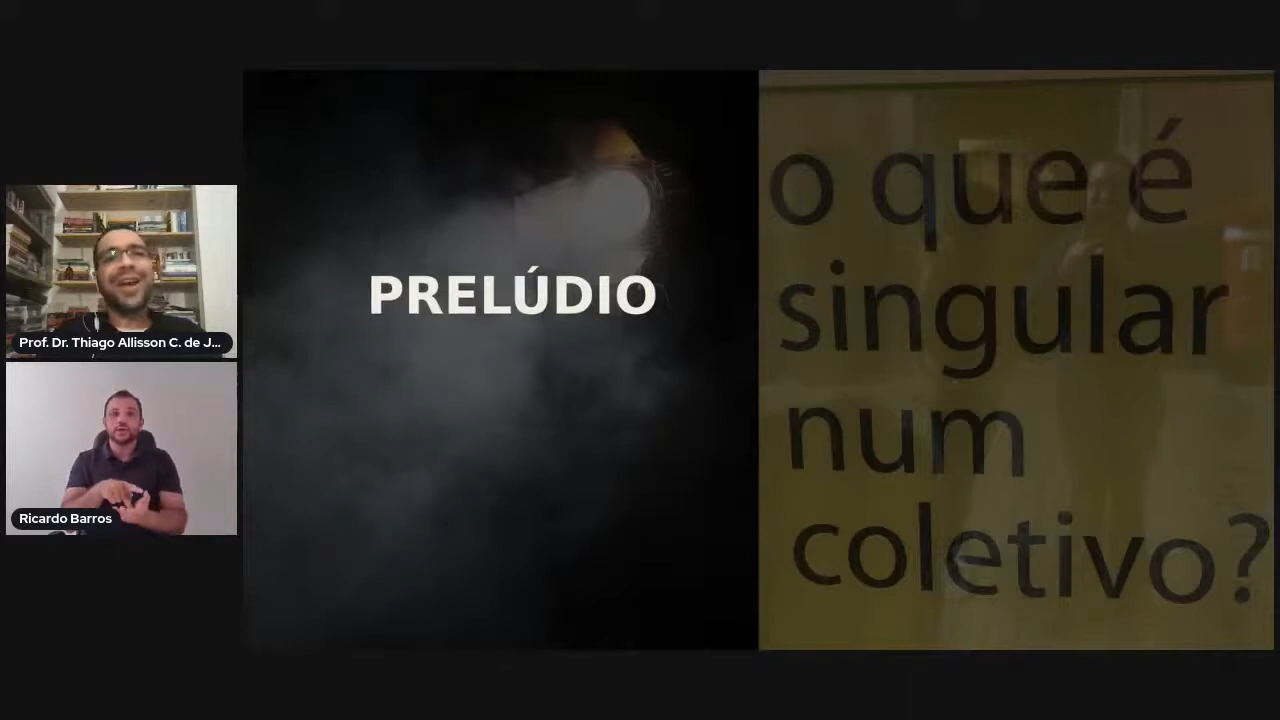 Prof. Dr. Thiago Allisson C. de J...
Ricardo Barros
PRELÚDIO
o que é
singular
num
coletivo?